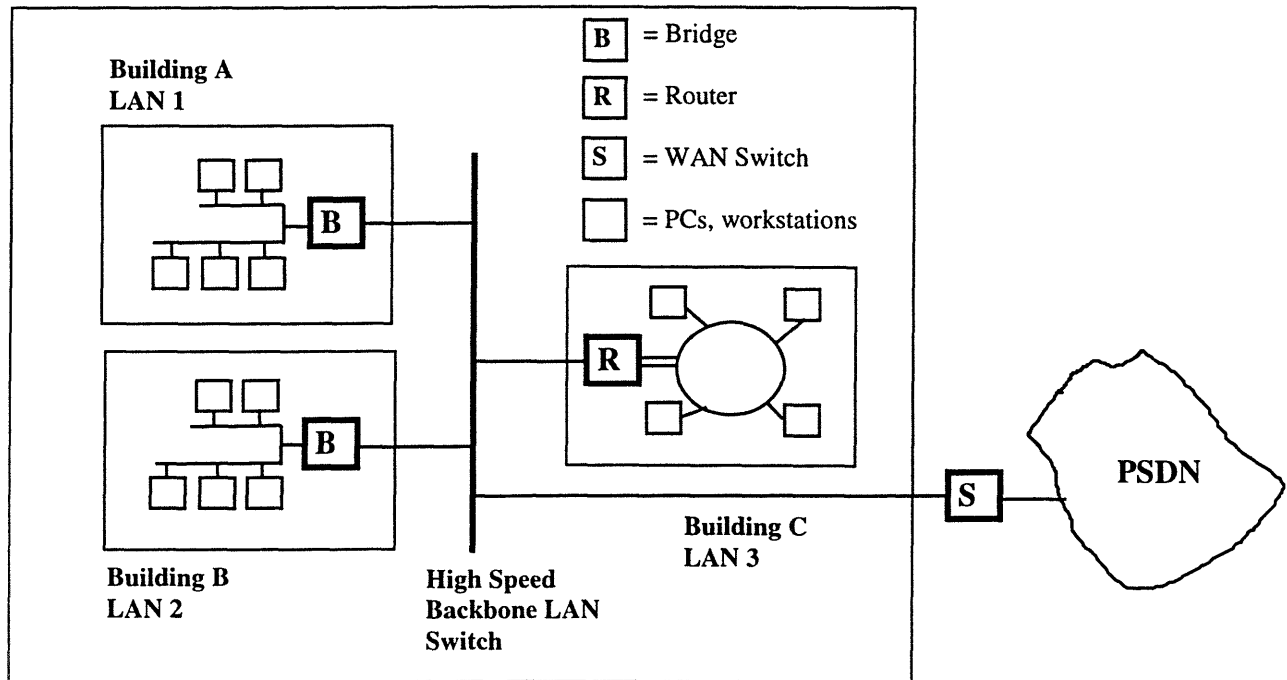 B = Bridge
R = Router
S = WAN Switch
= PCs, workstations
Building A
LAN 1
B
B
Building B
LAN 2
R
High Speed
Backbone LAN
Switch
Building C
LAN 3
S
PSDN